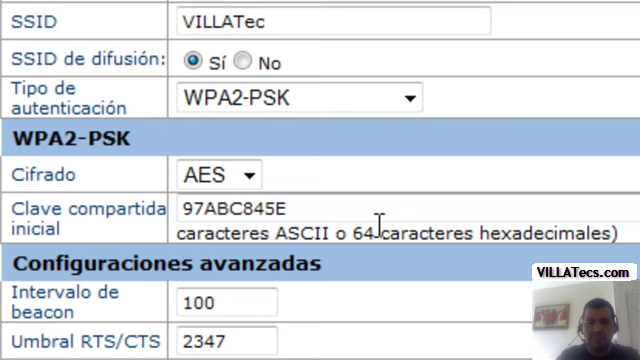 SSID VILLATec
SSID de difusión: Sí No
Tipo de
autenticación WPA2-PSK
WPA2-PSK
Cifrado AES
Clave compartida 97ABC845E
inicial caracteres ASCII o 64 caracteres hexadecimales)
Configuraciones avanzadas
VILLATecs.com
Intervalo de
beacon 100
Umbral RTS/CTS 2347